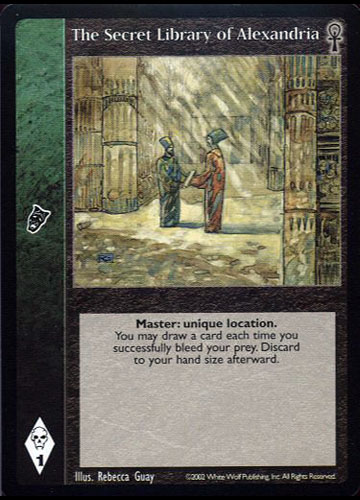 The Secret Library of Alexandria
Master: unique location.
You may draw a card each time you
successfully bleed your prey. Discard
to your hand size afterward.
1
Illus. Rebecca Guay
©2002 White Wolf Publishing, Inc. All Rights Reserved.